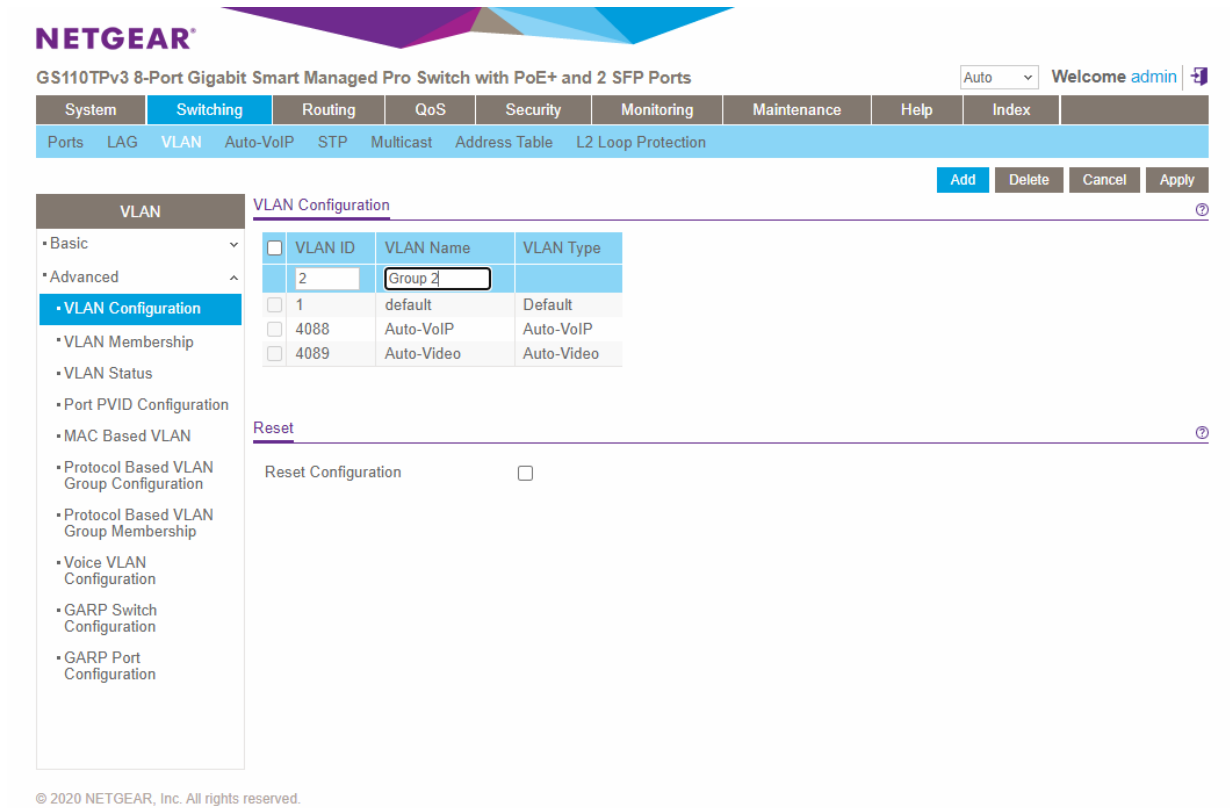 NETGEAR®
GS110TPv3 8-Port Gigabit Smart Managed Pro Switch with PoE+ and 2 SFP Ports
Auto Welcome admin
System Switching Routing QoS Security Monitoring Maintenance Help Index
Ports LAG VLAN Auto-VoIP STP Multicast Address Table L2 Loop Protection
Add Delete Cancel Apply
VLAN
Basic
Advanced
VLAN Configuration
VLAN Membership
VLAN Status
Port PVID Configuration
MAC Based VLAN
Protocol Based VLAN
Group Configuration
Protocol Based VLAN
Group Membership
Voice VLAN
Configuration
GARP Switch
Configuration
GARP Port
Configuration
VLAN Configuration
?
VLAN ID VLAN Name VLAN Type
2 Group 2
1 default Default
4088 Auto-VoIP Auto-VoIP
4089 Auto-Video Auto-Video
Reset
?
Reset Configuration
© 2020 NETGEAR, Inc. All rights reserved.